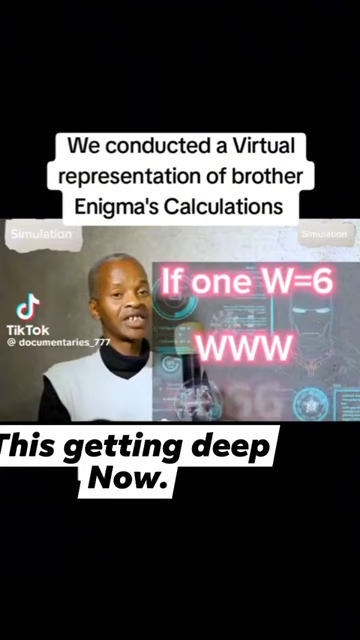 We conducted a Virtual
representation of brother
Enigma's Calculations
Simulation
Simulation
If one W=6
WWW
TikTok
@ documentaries_777
This getting deep
Now.